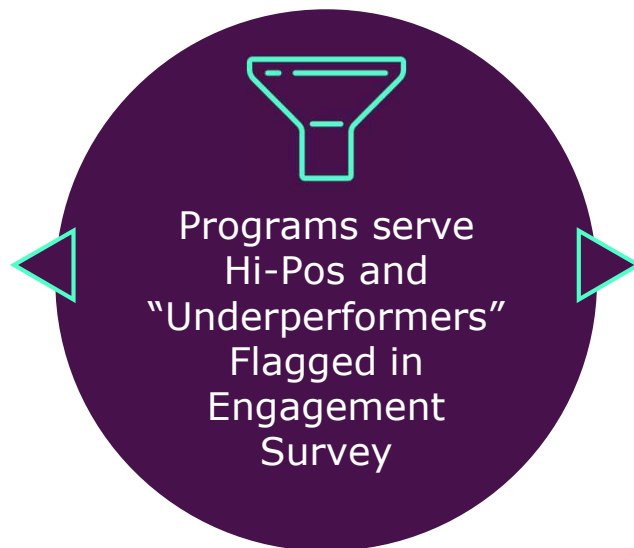 Programs serve
Hi-Pos and
“Underperformers”
Flagged in
Engagement
Survey